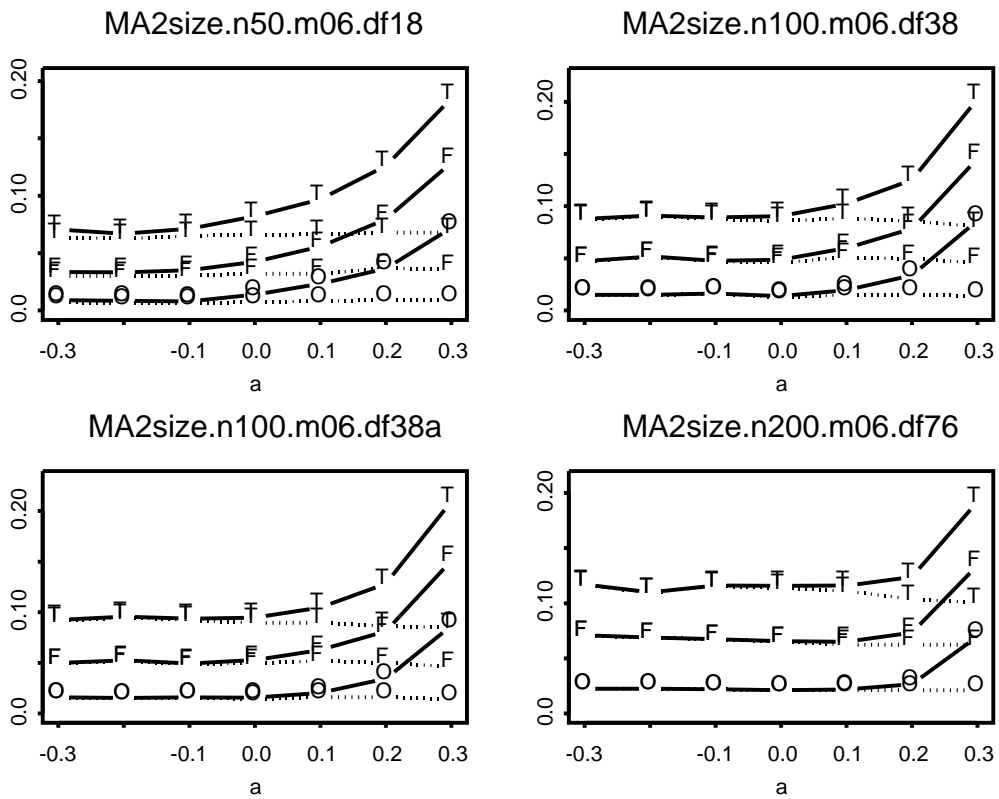 MA2size.n50.m06.df18
0.20
0.10
0.0
T T T T T T T
T T T T T T T
F F F F F F F
F F F F F F F
O O O O O O O
O O O O O O O
-0.3 -0.1 0.0 0.1 0.2 0.3
a
MA2size.n100.m06.df38
0.20
0.10
0.0
T T T T T T T
T T T T T T T
F F F F F F F
F F F F F F F
O O O O O O O
O O O O O O O
-0.3 -0.1 0.0 0.1 0.2 0.3
a
MA2size.n100.m06.df38a
0.20
0.10
0.0
T T T T T T T
T T T T T T T
F F F F F F F
F F F F F F F
O O O O O O O
O O O O O O O
-0.3 -0.1 0.0 0.1 0.2 0.3
a
MA2size.n200.m06.df76
0.20
0.10
0.0
T T T T T T T
T T T T T T T
F F F F F F F
F F F F F F F
O O O O O O O
O O O O O O O
-0.3 -0.1 0.0 0.1 0.2 0.3
a